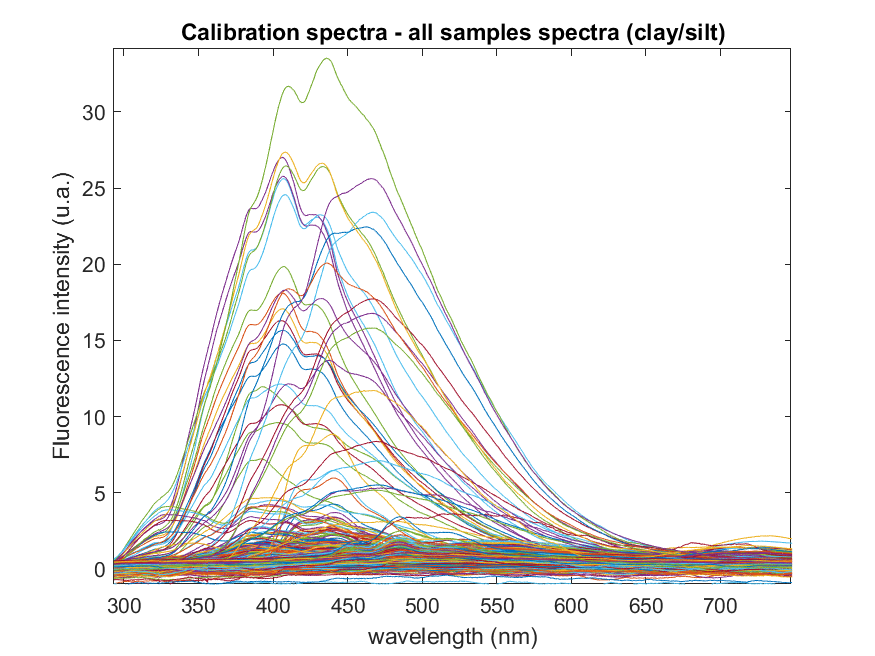 Calibration spectra - all samples spectra (clay/silt)
Fluorescence intensity (u.a.)
30
25
20
15
10
5
0
300 350 400 450 500 550 600 650 700
wavelength (nm)